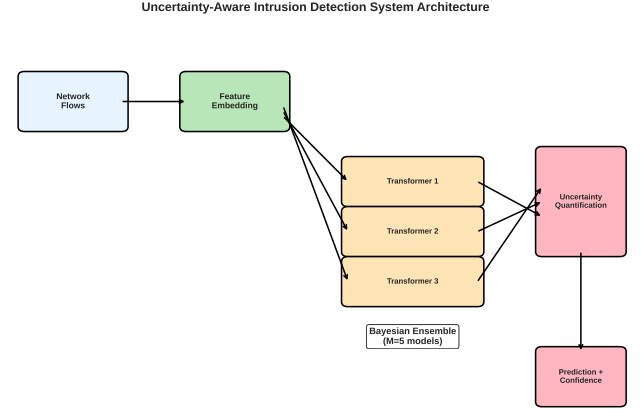 Uncertainty-Aware Intrusion Detection System Architecture
Network
Flows
Feature
Embedding
Transformer 1
Transformer 2
Transformer 3
Uncertainty
Quantification
Bayesian Ensemble
(M=5 models)
Prediction +
Confidence